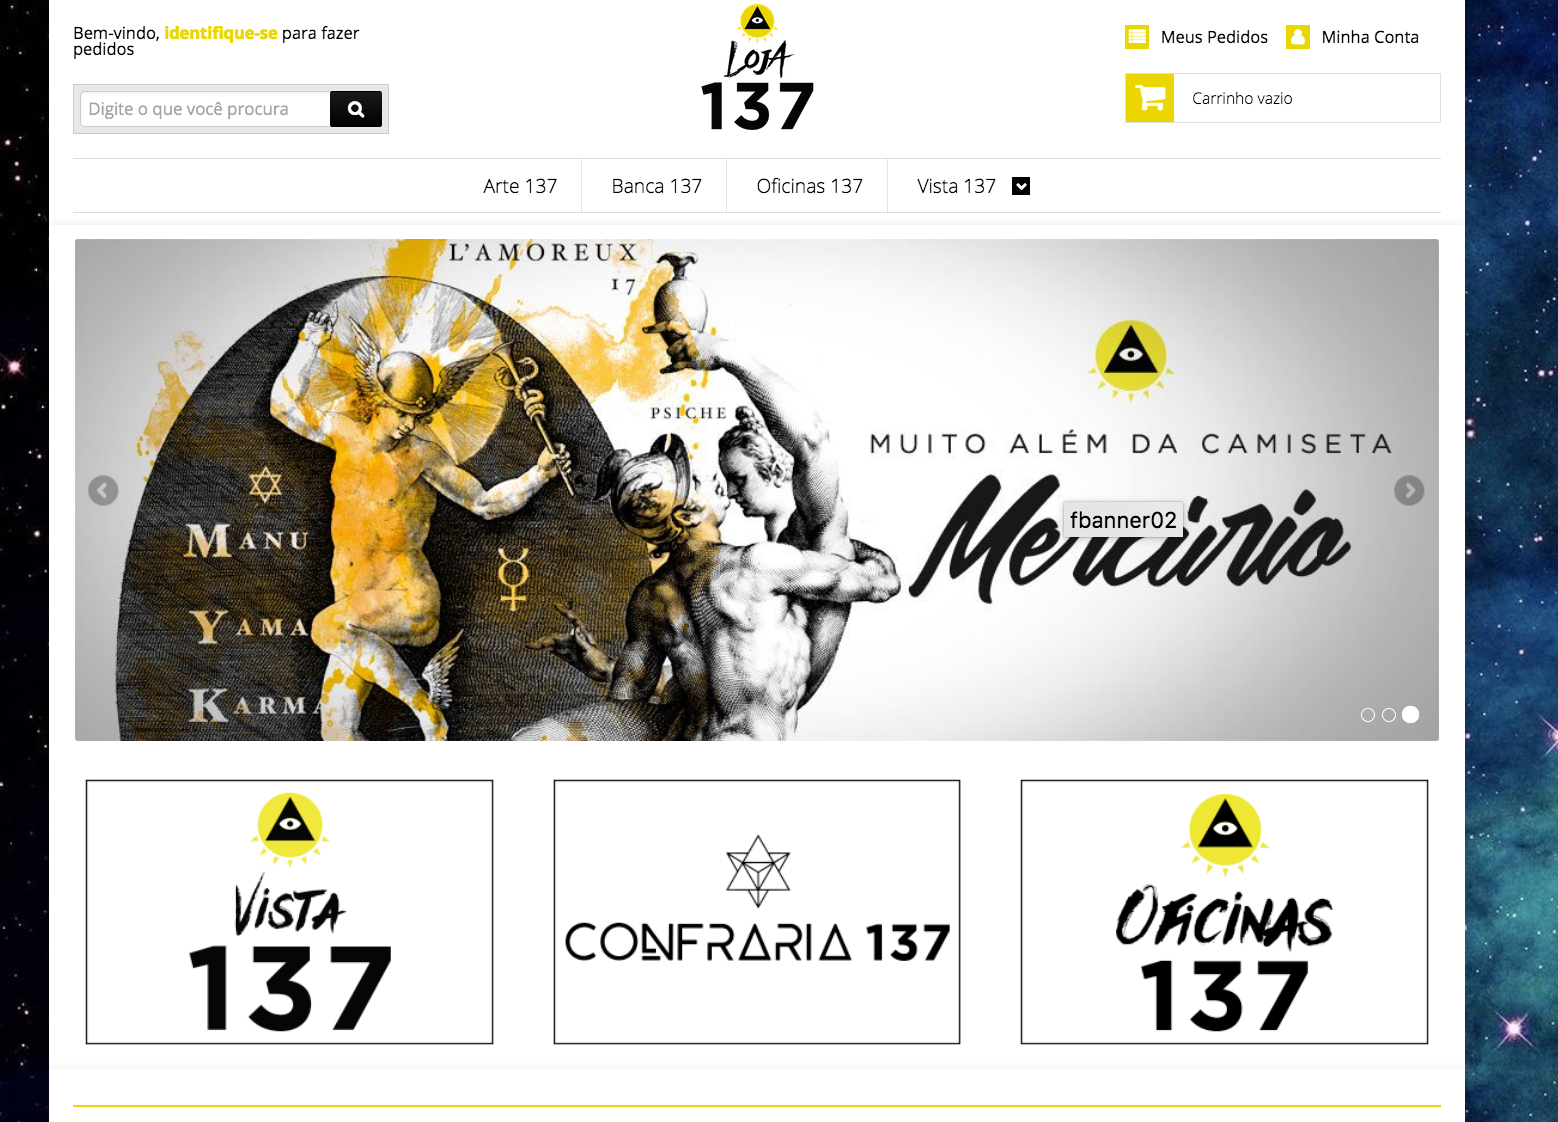 Bem-vindo, identifique-se para fazer
pedidos
Digite o que você procura
LOJA
137
Meus Pedidos
Minha Conta
Carrinho vazio
Arte 137
Banca 137
Oficinas 137
Vista 137
L'AMOREUX
17
PSICHE
MANU
YAMA
KARMA
MUITO ALÉM DA CAMISETA
Mercúrio
fbanner02
VISTA
137
CONFRARIA 137
OFICINAS
137